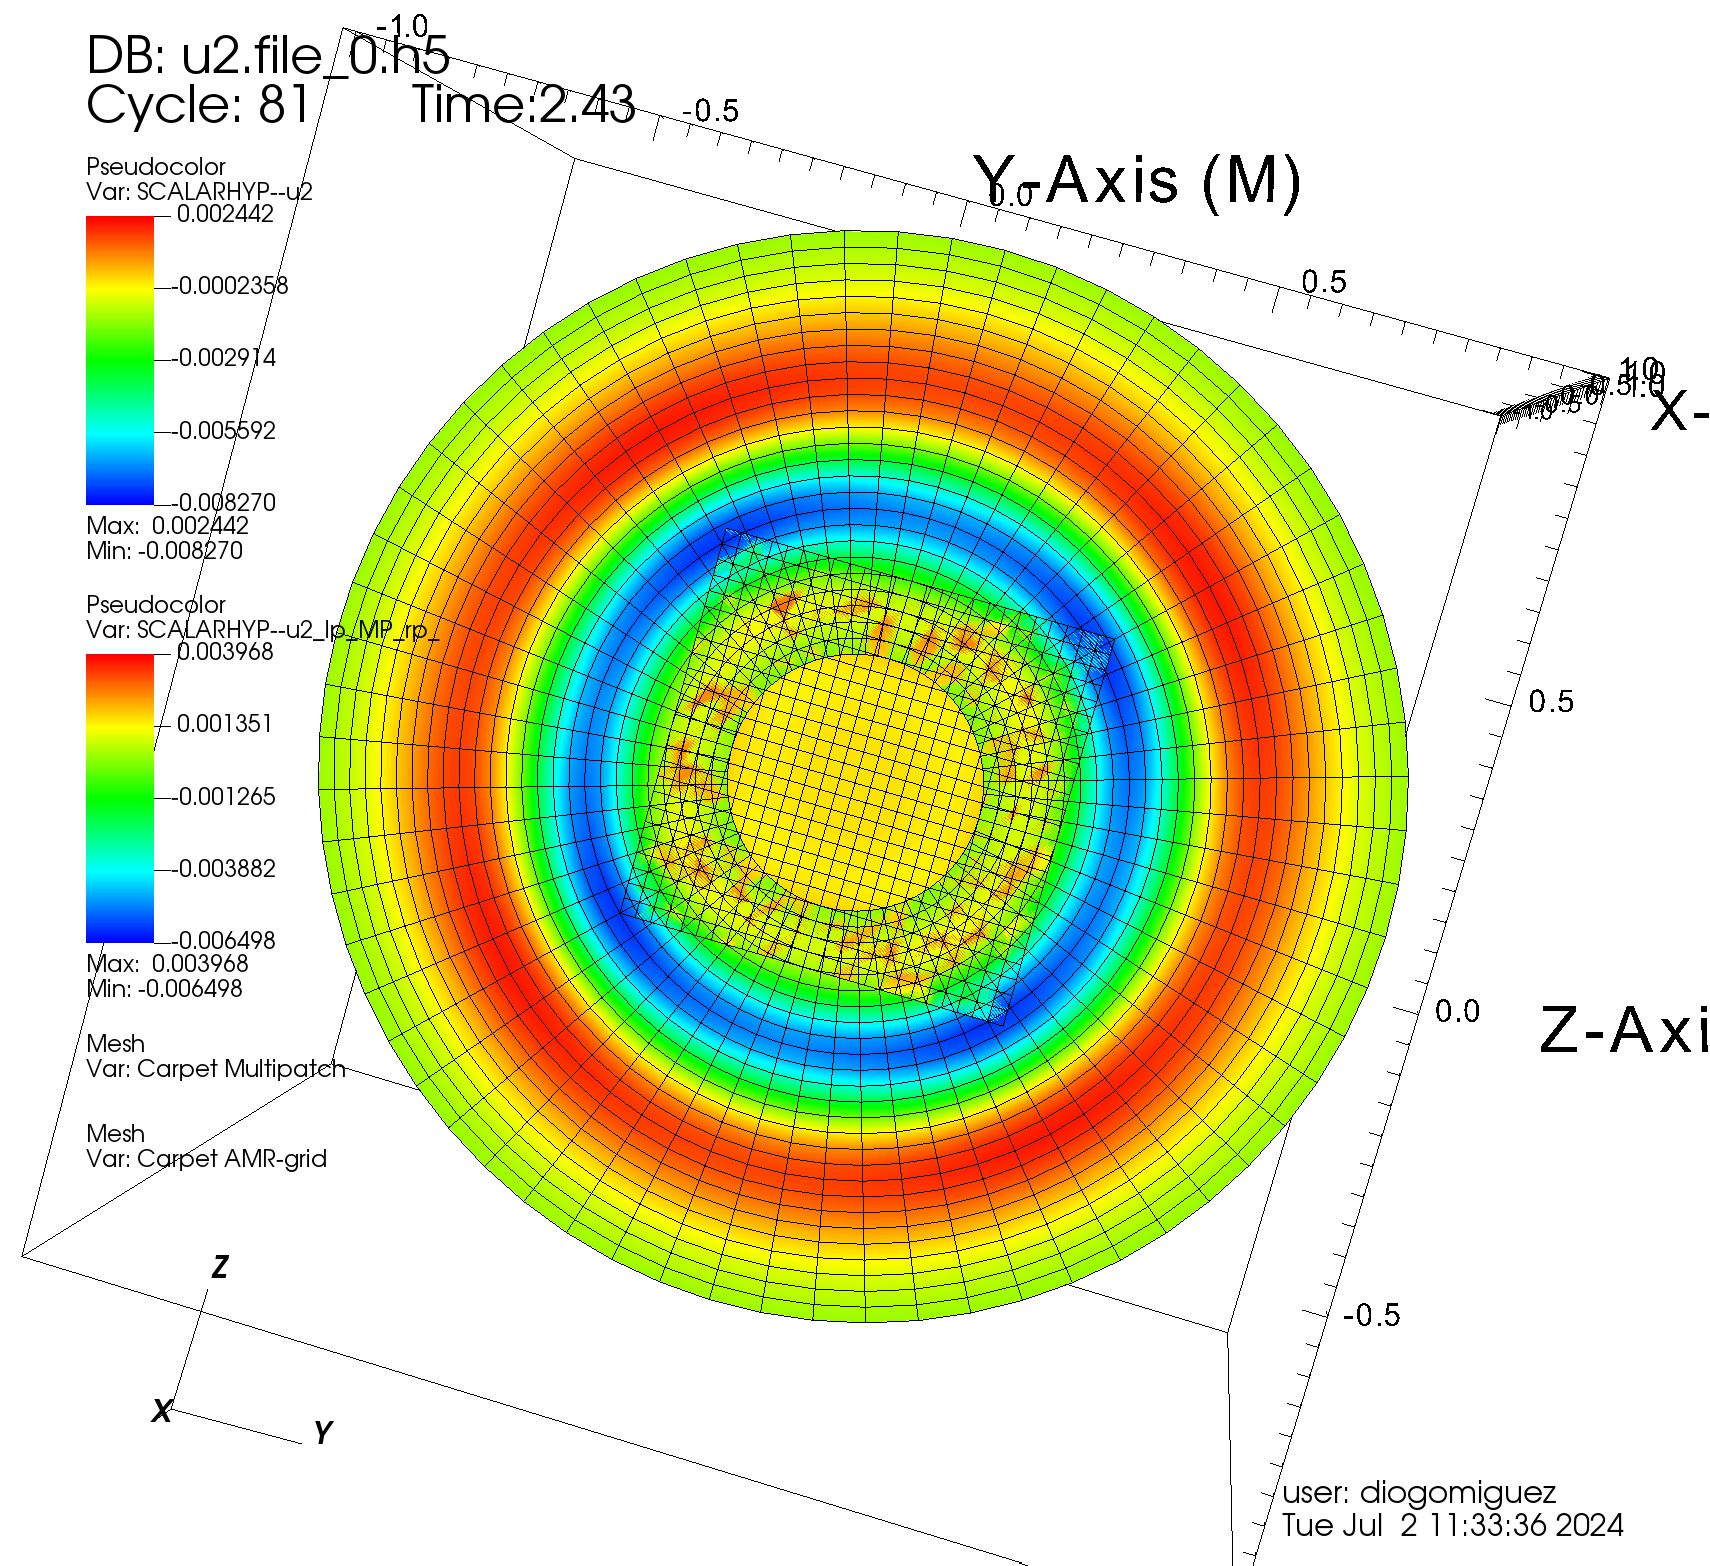 DB: u2.file_0.h5
Cycle: 81 Time:2.43
Pseudocolor
Var: SCALARHYP--u2
0.002442
-0.0002358
-0.002914
-0.005592
-0.008270
Max: 0.002442
Min: -0.008270
Pseudocolor
Var: SCALARHYP--u2_lp_MP_rp_
0.003968
0.001351
-0.001265
-0.003882
-0.006498
Max: 0.003968
Min: -0.006498
Mesh
Var: Carpet Multipatch
Mesh
Var: Carpet AMR-grid
-1.0
-0.5
0.0
0.5
1.0
Y-Axis (M)
X-
0.5
0.0
-0.5
Z-Axi
Z
X
Y
user: diogomiguez
Tue Jul 2 11:33:36 2024